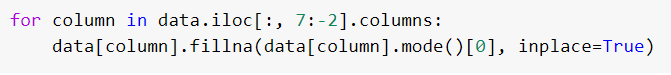 for column in data.iloc[:, 7:-2].columns:
    data[column].fillna(data[column].mode()[0], inplace=True)